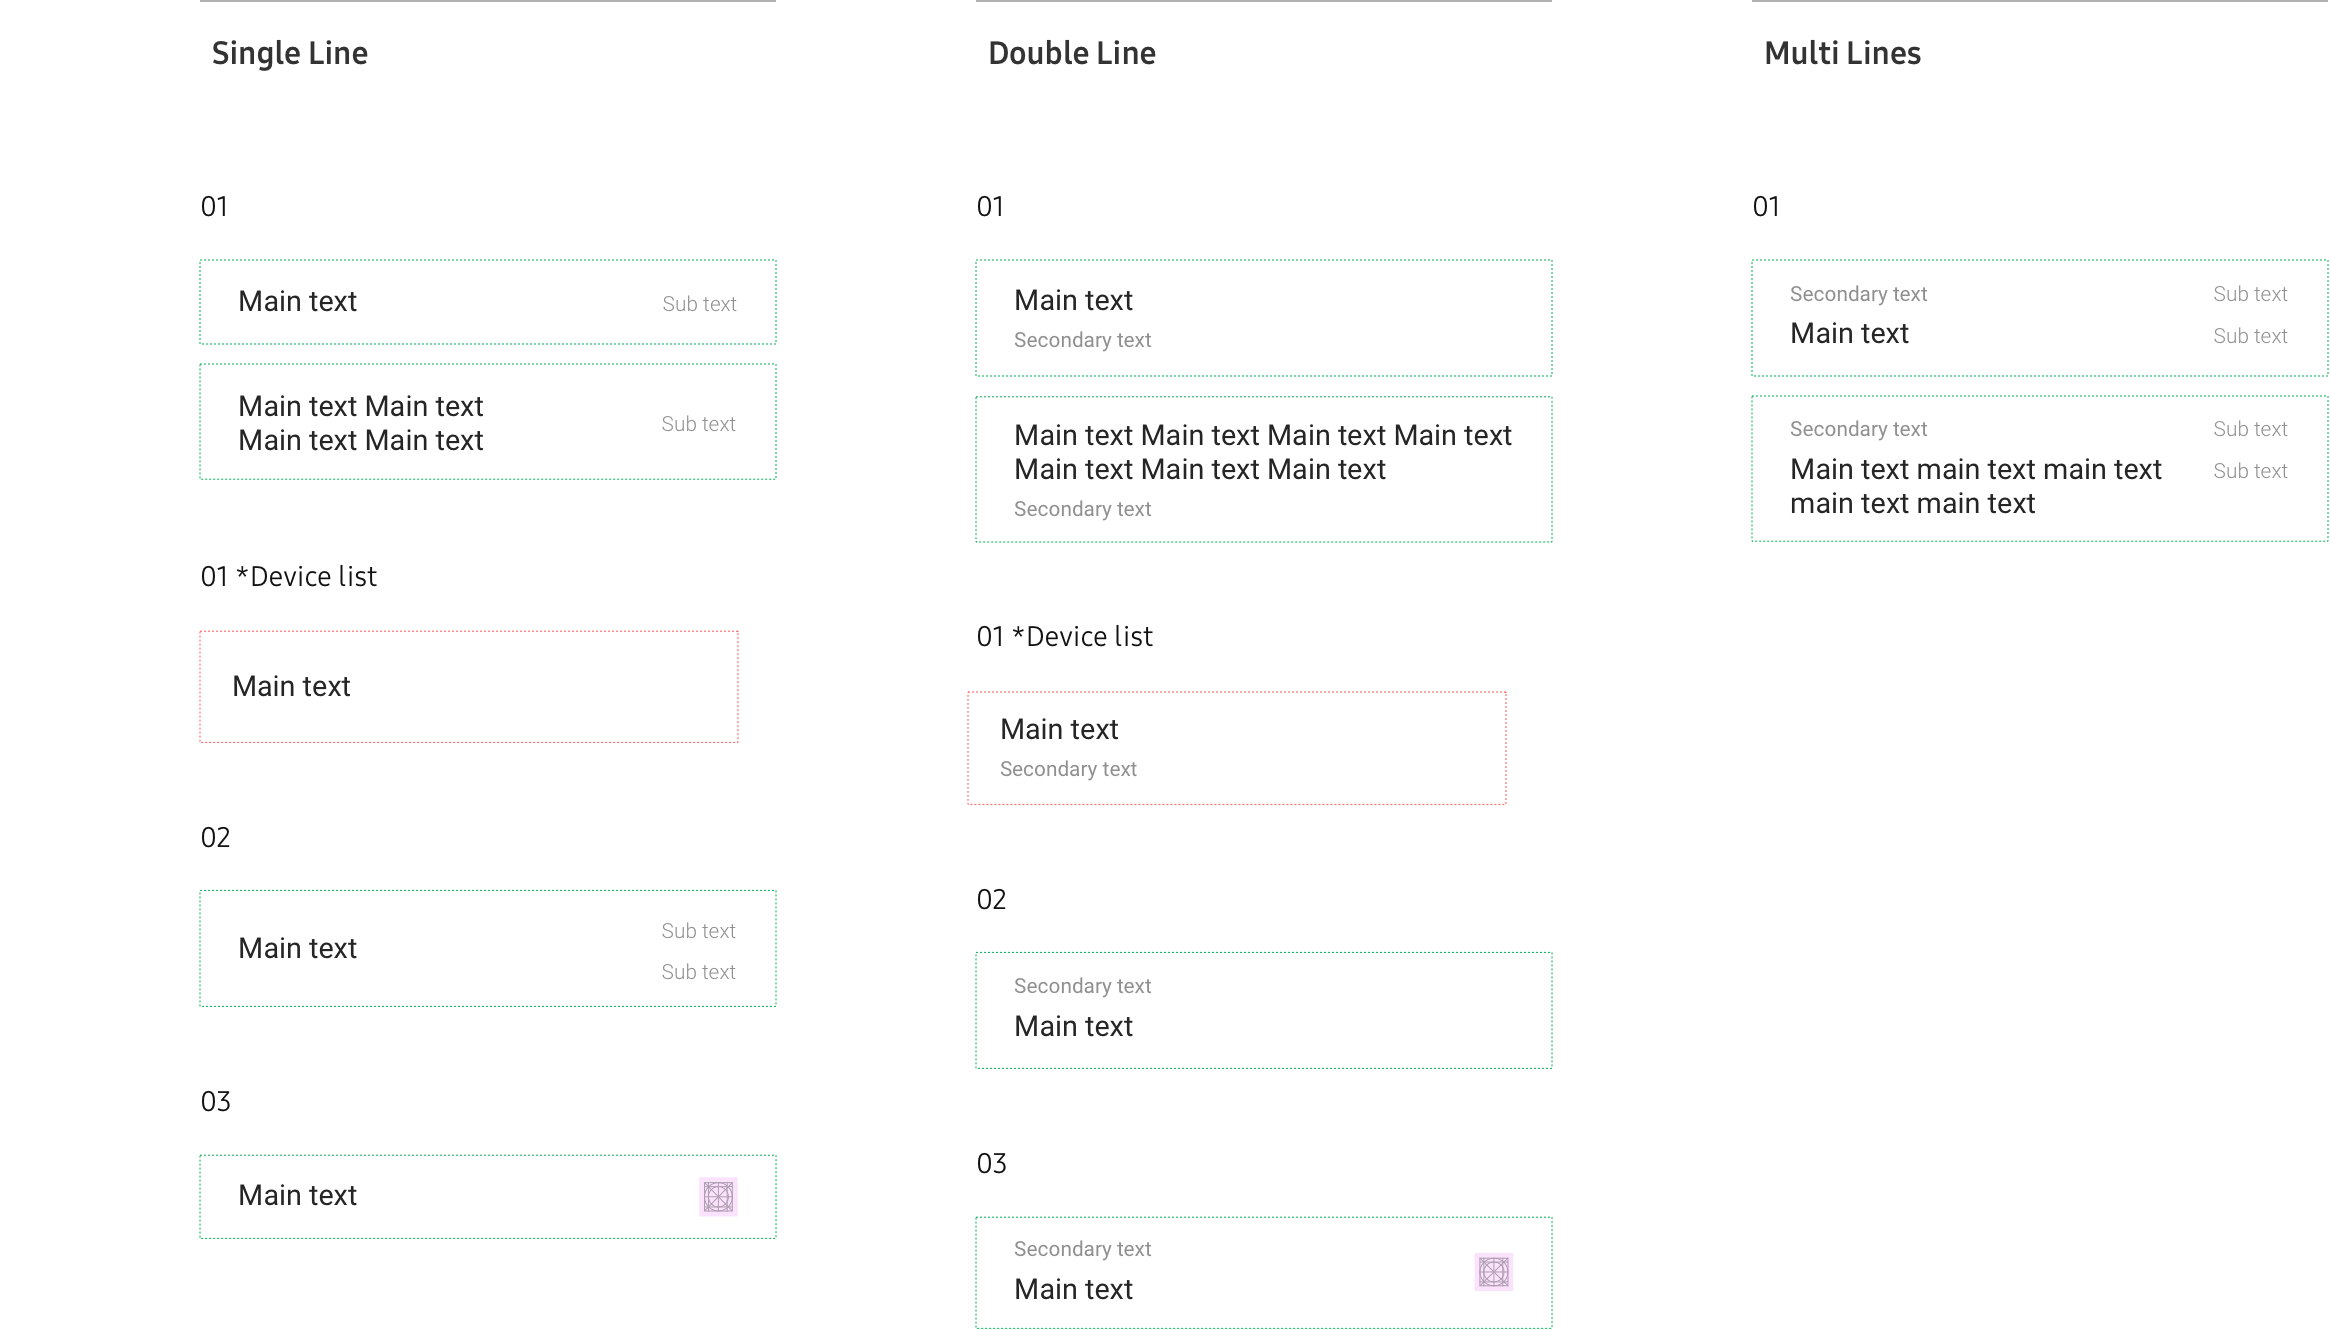 Single Line
01
Main text
Sub text
Main text Main text
Main text Main text
Sub text
01 *Device list
Main text
02
Main text
Sub text
Sub text
03
Main text
Double Line
01
Main text
Secondary text
Main text Main text Main text Main text
Main text Main text Main text
Secondary text
01 *Device list
Main text
Secondary text
02
Secondary text
Main text
03
Secondary text
Main text
Multi Lines
01
Secondary text
Sub text
Main text
Sub text
Secondary text
Sub text
Main text main text main text
Sub text
main text main text